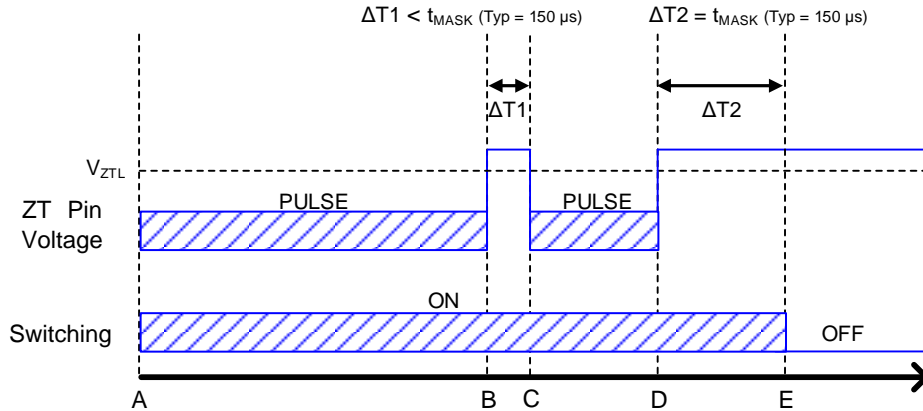 ΔT1 < tMASK (Typ = 150 µs)
ΔT2 = tMASK (Typ = 150 µs)
ΔT1
ΔT2
VZTL
PULSE
PULSE
ZT Pin
Voltage
ON
Switching
OFF
A
B
C
D
E